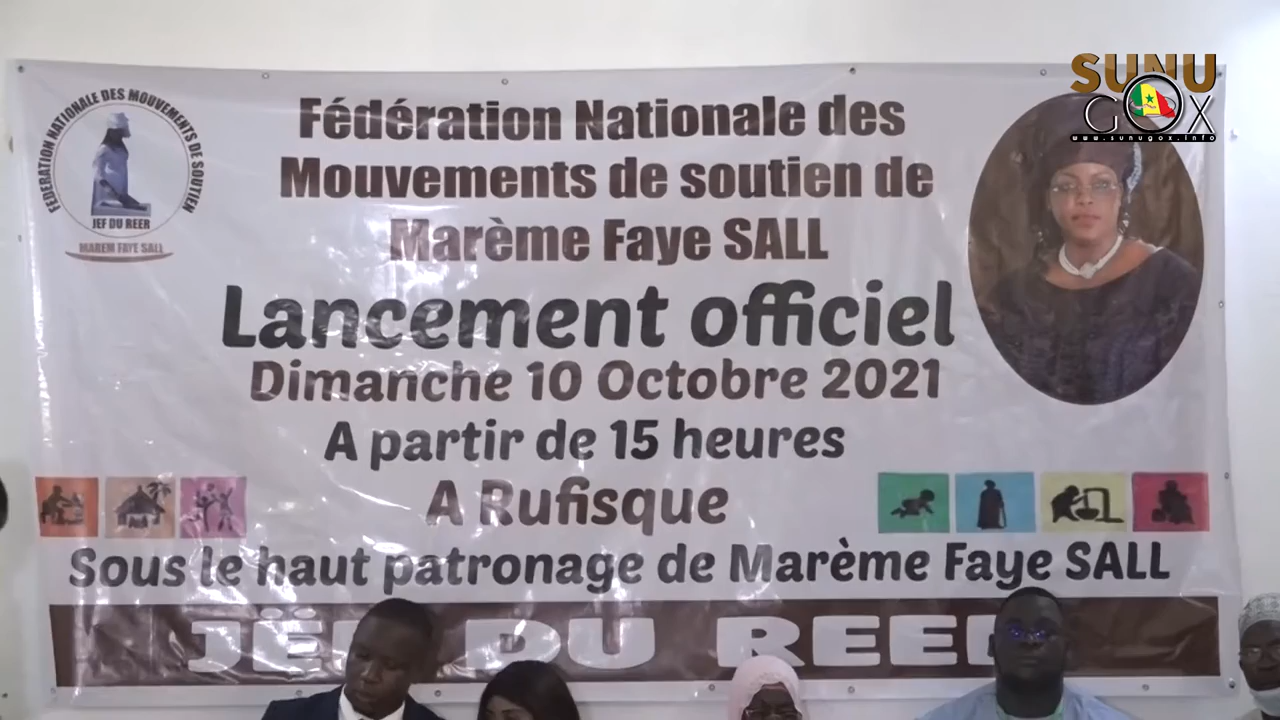 SUNU
GOX
www.sunugox.info
FÉDÉRATION NATIONALE DES MOUVEMENTS DE SOUTIEN
JEF DU REER
MAREM FAYE SALL
Fédération Nationale des
Mouvements de soutien de
Marème Faye SALL
Lancement officiel
Dimanche 10 Octobre 2021
A partir de 15 heures
A Rufisque
Sous le haut patronage de Marème Faye SALL
DU